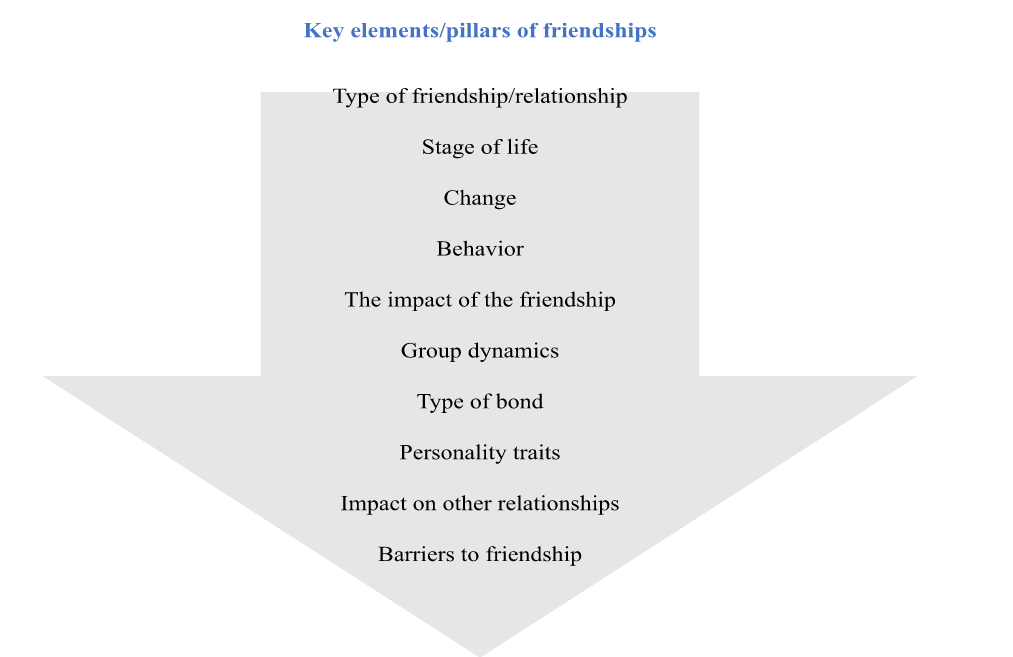 Key elements/pillars of friendships
Type of friendship/relationship
Stage of life
Change
Behavior
The impact of the friendship
Group dynamics
Type of bond
Personality traits
Impact on other relationships
Barriers to friendship